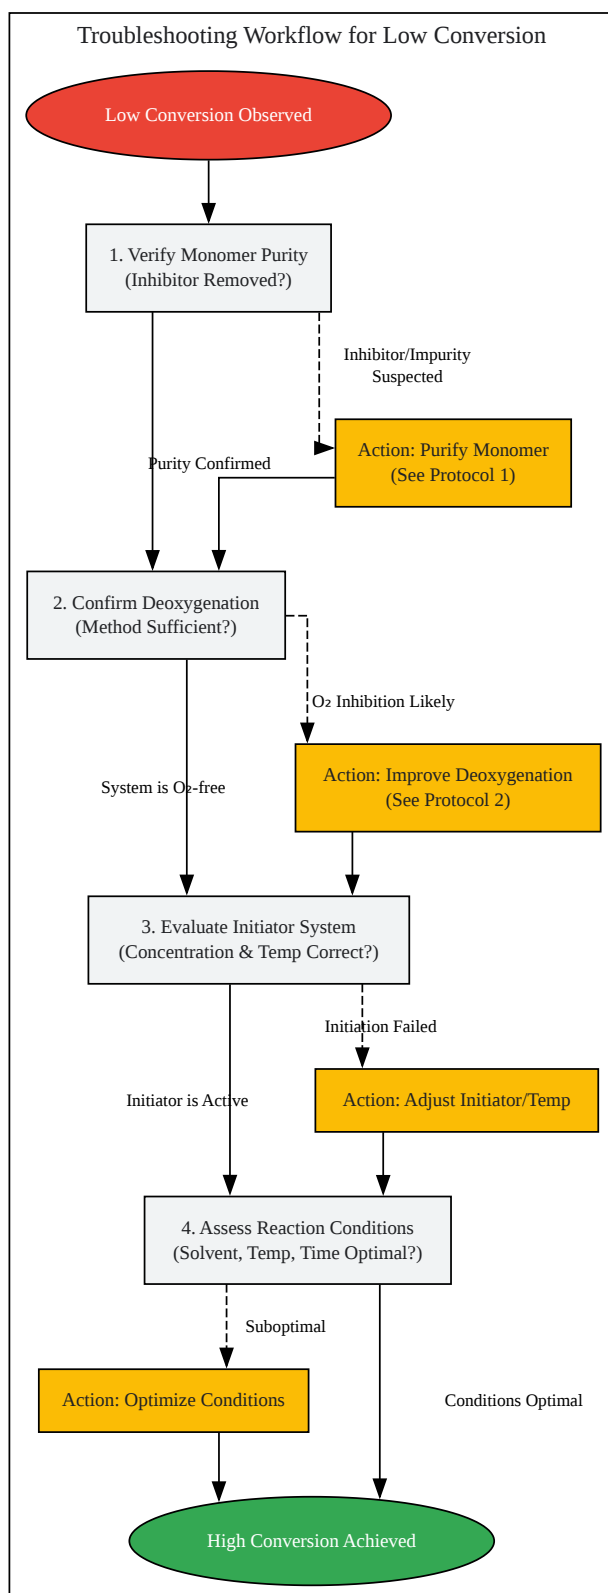 Troubleshooting Workflow for Low Conversion
Low Conversion Observed
1. Verify Monomer Purity
(Inhibitor Removed?)
Inhibitor/Impurity
Suspected
Action: Purify Monomer
(See Protocol 1)
Purity Confirmed
2. Confirm Deoxygenation
(Method Sufficient?)
O₂ Inhibition Likely
Action: Improve Deoxygenation
(See Protocol 2)
System is O₂-free
3. Evaluate Initiator System
(Concentration & Temp Correct?)
Initiation Failed
Action: Adjust Initiator/Temp
Initiator is Active
4. Assess Reaction Conditions
(Solvent, Temp, Time Optimal?)
Suboptimal
Action: Optimize Conditions
Conditions Optimal
High Conversion Achieved